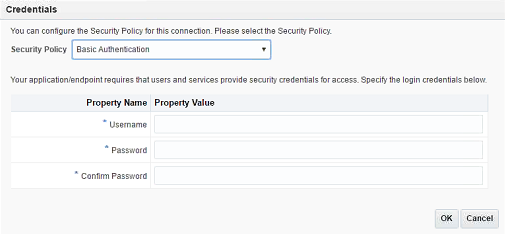 Credentials
You can configure the Security Policy for this connection. Please select the Security Policy.
Security Policy Basic Authentication
Your application/endpoint requires that users and services provide security credentials for access. Specify the login credentials below.
Property Name Property Value
* Username
* Password
* Confirm Password
OK Cancel